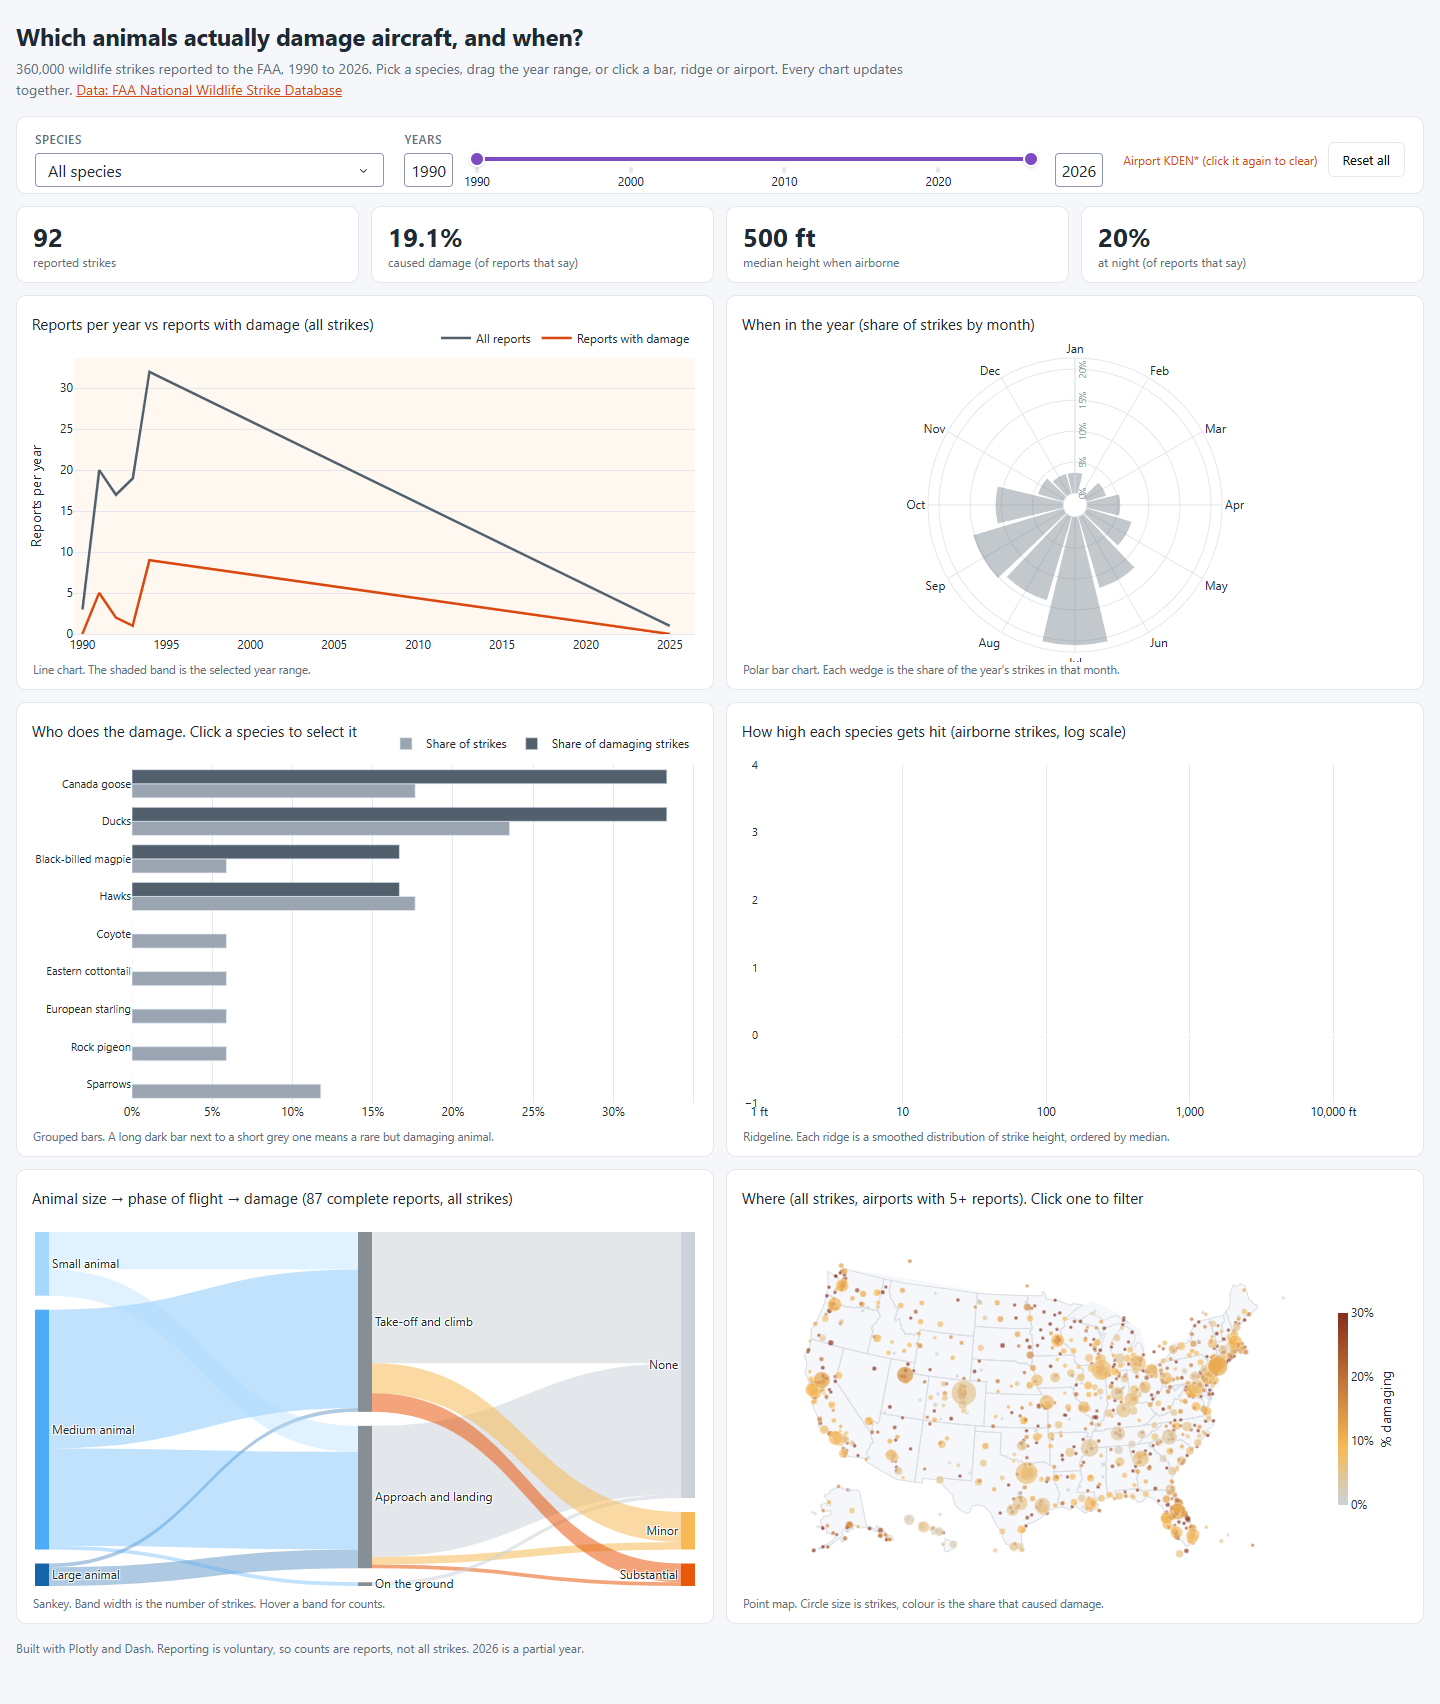 Which animals actually damage aircraft, and when?
360,000 wildlife strikes reported to the FAA, 1990 to 2026. Pick a species, drag the year range, or click a bar, ridge or airport. Every chart updates
together. Data: FAA National Wildlife Strike Database
SPECIES
All species
YEARS
1990
1990 2000 2010 2020
2026
Airport KDEN* (click it again to clear)
Reset all
92
reported strikes
19.1%
caused damage (of reports that say)
500 ft
median height when airborne
20%
at night (of reports that say)
Reports per year vs reports with damage (all strikes)
All reports Reports with damage
Reports per year
30
25
20
15
10
5
0
1990 1995 2000 2005 2010 2015 2020 2025
Line chart. The shaded band is the selected year range.
When in the year (share of strikes by month)
Jan
Feb
Mar
Apr
May
Jun
Aug
Sep
Oct
Nov
Dec
20%
15%
10%
5%
0%
Polar bar chart. Each wedge is the share of the year's strikes in that month.
Who does the damage. Click a species to select it
Share of strikes Share of damaging strikes
Canada goose
Ducks
Black-billed magpie
Hawks
Coyote
Eastern cottontail
European starling
Rock pigeon
Sparrows
0% 5% 10% 15% 20% 25% 30%
Grouped bars. A long dark bar next to a short grey one means a rare but damaging animal.
How high each species gets hit (airborne strikes, log scale)
4
3
2
1
0
−1
1 ft 10 100 1,000 10,000 ft
Ridgeline. Each ridge is a smoothed distribution of strike height, ordered by median.
Animal size → phase of flight → damage (87 complete reports, all strikes)
Small animal
Medium animal
Large animal
Take-off and climb
Approach and landing
On the ground
None
Minor
Substantial
Sankey. Band width is the number of strikes. Hover a band for counts.
Where (all strikes, airports with 5+ reports). Click one to filter
30%
20%
10%
0%
% damaging
Point map. Circle size is strikes, colour is the share that caused damage.
Built with Plotly and Dash. Reporting is voluntary, so counts are reports, not all strikes. 2026 is a partial year.